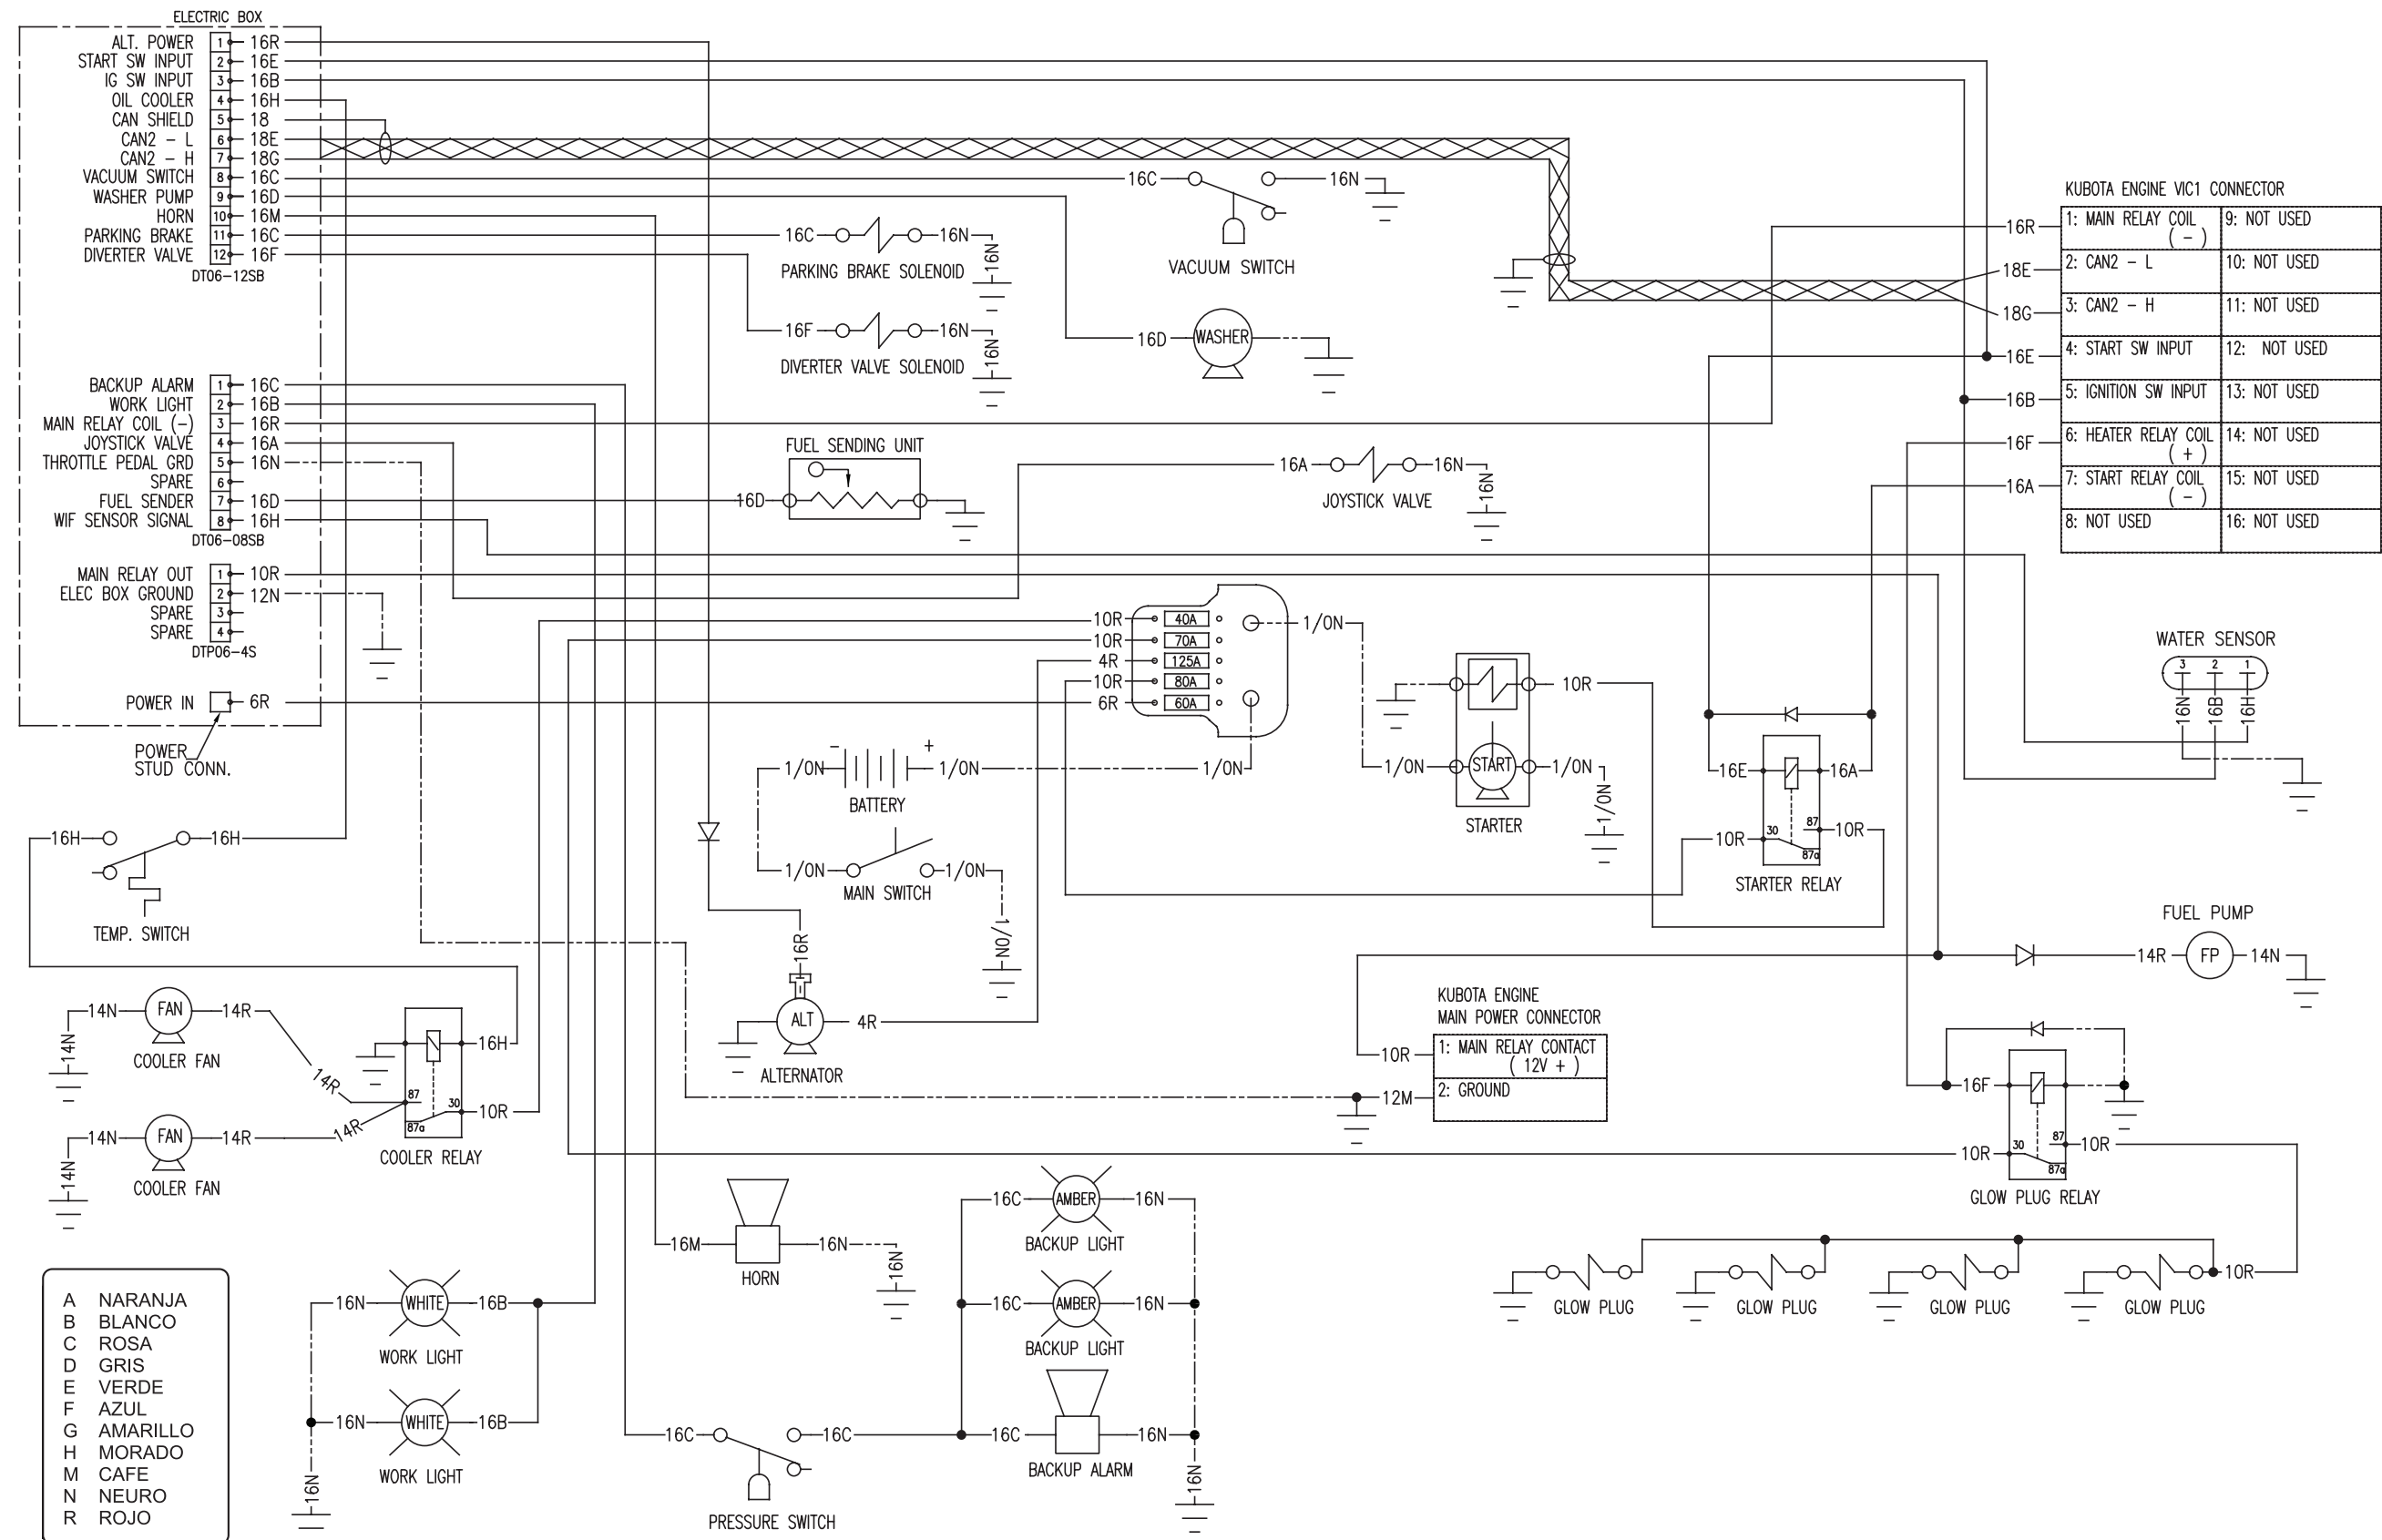 ELECTRIC BOX
ALT. POWER 1 16R
START SW INPUT 2 16E
IG SW INPUT 3 16B
OIL COOLER 4 16H
CAN SHIELD 5 18
CAN2 - L 6 18E
CAN2 - H 7 18G
VACUUM SWITCH 8 16C
WASHER PUMP 9 16D
HORN 10 16M
PARKING BRAKE 11 16C
DIVERTER VALVE 12 16F
DT06-12SB
BACKUP ALARM 1 16C
WORK LIGHT 2 16B
MAIN RELAY COIL (-) 3 16R
JOYSTICK VALVE 4 16A
THROTTLE PEDAL GRD 5 16N
SPARE 6
FUEL SENDER 7 16D
WIF SENSOR SIGNAL 8 16H
DT06-08SB
MAIN RELAY OUT 1 10R
ELEC BOX GROUND 2 12N
SPARE 3
SPARE 4
DTP06-4S
POWER IN 6R
POWER
STUD CONN.
16C 16N
VACUUM SWITCH
16C 16N
16N
PARKING BRAKE SOLENOID
16F 16N
16N
DIVERTER VALVE SOLENOID
16D WASHER
FUEL SENDING UNIT
16D
16A 16N
16N
JOYSTICK VALVE
KUBOTA ENGINE VIC1 CONNECTOR
16R 1: MAIN RELAY COIL 9: NOT USED
( - )
18E 2: CAN2 - L 10: NOT USED
18G 3: CAN2 - H 11: NOT USED
16E 4: START SW INPUT 12: NOT USED
16B 5: IGNITION SW INPUT 13: NOT USED
16F 6: HEATER RELAY COIL 14: NOT USED
( + )
16A 7: START RELAY COIL 15: NOT USED
( - )
8: NOT USED 16: NOT USED
10R 40A 1/0N
10R 70A
4R 125A
10R 80A
6R 60A
WATER SENSOR
3 2 1
16N 16B 16H
10R
1/0N START 1/0N
1/0N
STARTER
- +
1/0N 1/0N 1/0N
BATTERY
1/0N 1/0N
1/0N
MAIN SWITCH
16E 16A
10R 30 87 10R
87a
STARTER RELAY
16H 16H
TEMP. SWITCH
16R
ALT 4R
ALTERNATOR
FUEL PUMP
14R FP 14N
KUBOTA ENGINE
MAIN POWER CONNECTOR
10R 1: MAIN RELAY CONTACT
( 12V + )
12M 2: GROUND
14N FAN 14R
14N
COOLER FAN
14R
14N FAN 14R
14R
14N
COOLER FAN
16H
87 30 10R
87a
COOLER RELAY
16F
10R 30 87 10R
87a
GLOW PLUG RELAY
16M 16N
16N
HORN
16C AMBER 16N
BACKUP LIGHT
16C AMBER 16N
BACKUP LIGHT
16C 16N
16N
BACKUP ALARM
10R
GLOW PLUG GLOW PLUG GLOW PLUG GLOW PLUG
16N WHITE 16B
WORK LIGHT
16N WHITE 16B
16N
WORK LIGHT
16C 16C
PRESSURE SWITCH
A NARANJA
B BLANCO
C ROSA
D GRIS
E VERDE
F AZUL
G AMARILLO
H MORADO
M CAFE
N NEURO
R ROJO